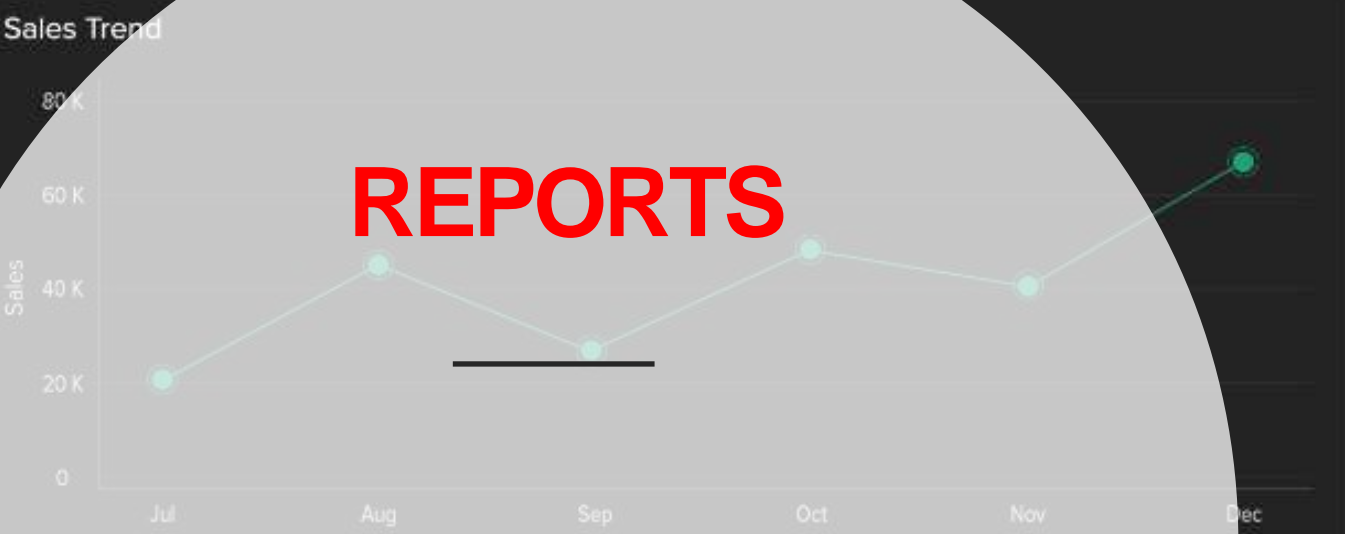 Sales Trend
80 K
REPORTS
60 K
Sales
40 K
20 K
0
Jul Aug Sep Oct Nov Dec